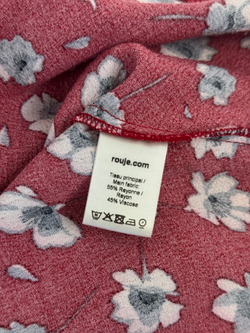 rouje.com
Tissu principal /
Main fabric
55% Rayonne /
Rayon
45% Viscose